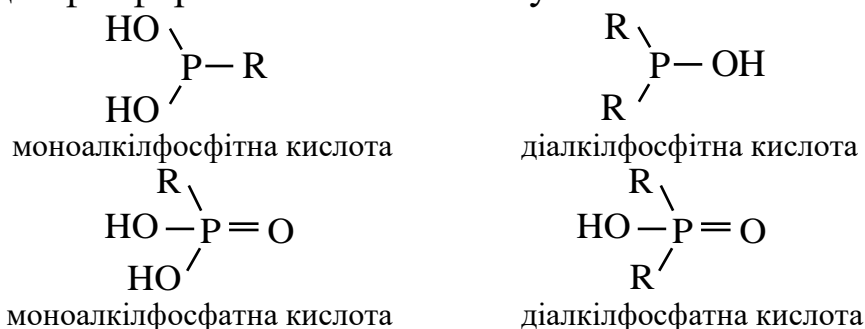 HO
P — R
HO
R
P — OH
R
моноалкілфосфітна кислота діалкілфосфітна кислота
R
HO — P = O
HO
R
HO — P = O
R
моноалкілфосфатна кислота діалкілфосфатна кислота